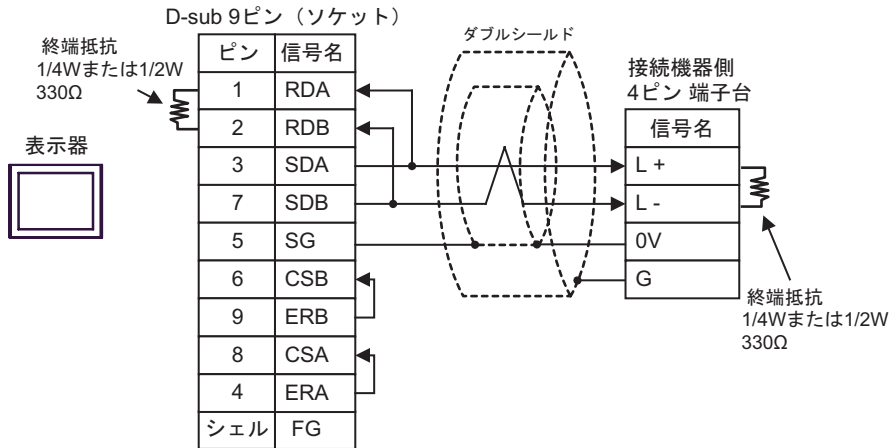 D-sub 9ピン（ソケット）
終端抵抗
1/4Wまたは1/2W
330Ω
表示器
ピン 信号名
1 RDA
2 RDB
3 SDA
7 SDB
5 SG
6 CSB
9 ERB
8 CSA
4 ERA
シェル FG
ダブルシールド
接続機器側
4ピン 端子台
信号名
L +
L -
0V
G
終端抵抗
1/4Wまたは1/2W
330Ω